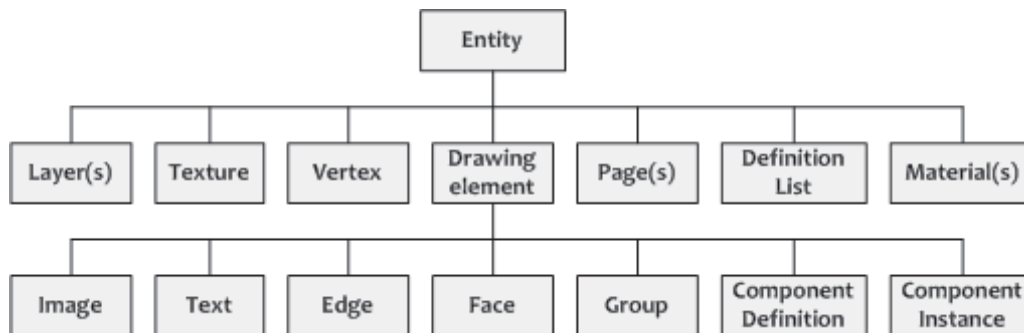 Entity
Layer(s)
Texture
Vertex
Drawing
element
Page(s)
Definition
List
Material(s)
Image
Text
Edge
Face
Group
Component
Definition
Component
Instance